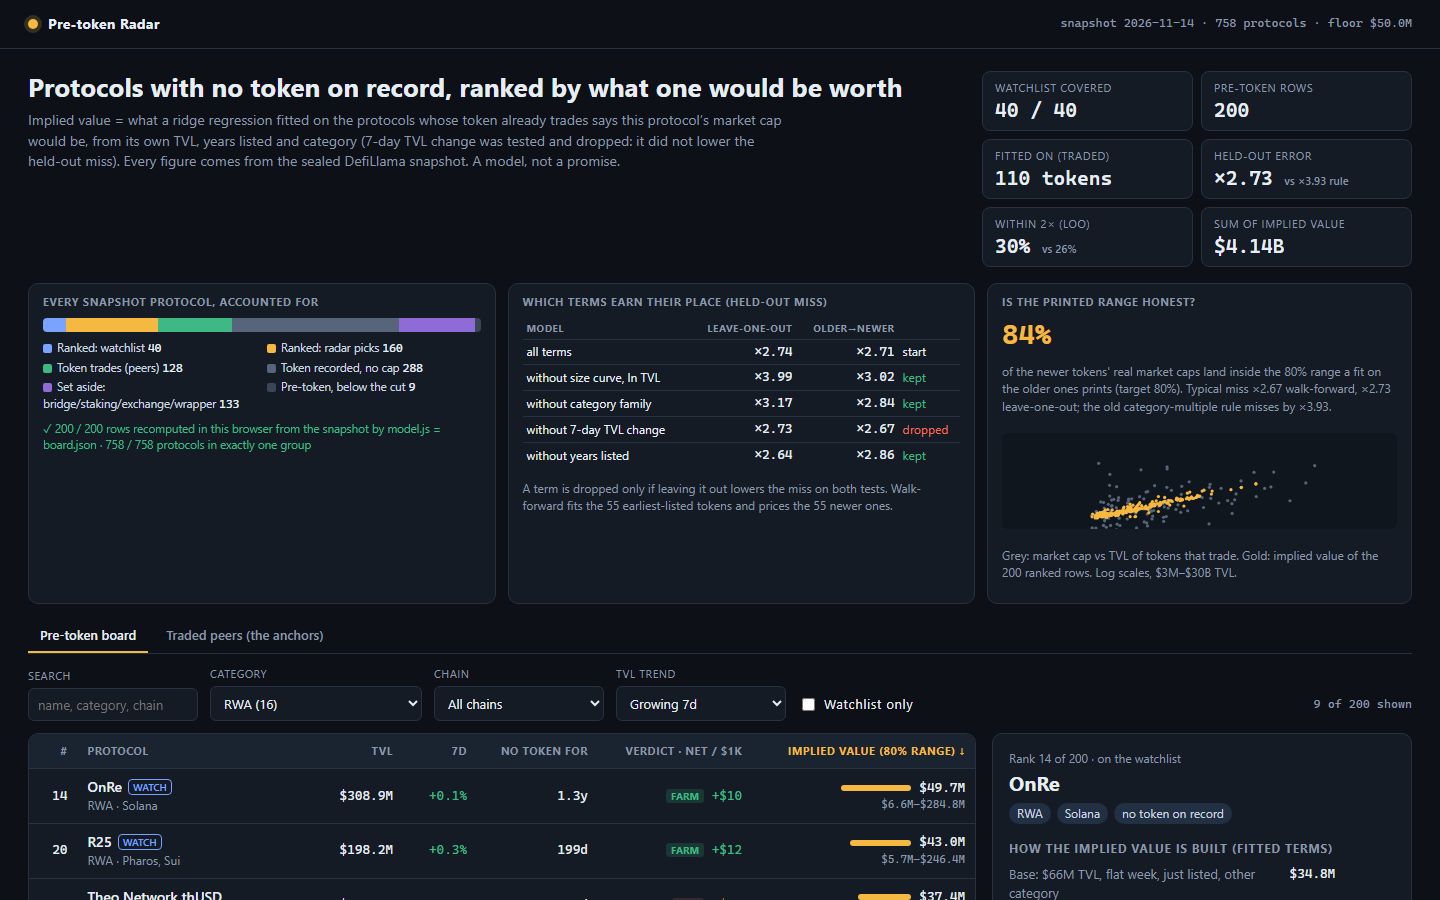 Pre-token Radar
snapshot 2026-11-14 · 758 protocols · floor $50.0M
Protocols with no token on record, ranked by what one would be worth
Implied value = what a ridge regression fitted on the protocols whose token already trades says this protocol's market cap
would be, from its own TVL, years listed and category (7-day TVL change was tested and dropped: it did not lower the
held-out miss). Every figure comes from the sealed DefiLlama snapshot. A model, not a promise.
WATCHLIST COVERED
40 / 40
PRE-TOKEN ROWS
200
FITTED ON (TRADED)
110 tokens
HELD-OUT ERROR
×2.73 vs ×3.93 rule
WITHIN 2× (LOO)
30% vs 26%
SUM OF IMPLIED VALUE
$4.14B
EVERY SNAPSHOT PROTOCOL, ACCOUNTED FOR
Ranked: watchlist 40
Ranked: radar picks 160
Token trades (peers) 128
Token recorded, no cap 288
Set aside:
bridge/staking/exchange/wrapper 133
Pre-token, below the cut 9
✓ 200 / 200 rows recomputed in this browser from the snapshot by model.js =
board.json · 758 / 758 protocols in exactly one group
WHICH TERMS EARN THEIR PLACE (HELD-OUT MISS)
MODEL LEAVE-ONE-OUT OLDER→NEWER
all terms ×2.74 ×2.71 start
without size curve, ln TVL ×3.99 ×3.02 kept
without category family ×3.17 ×2.84 kept
without 7-day TVL change ×2.73 ×2.67 dropped
without years listed ×2.64 ×2.86 kept
A term is dropped only if leaving it out lowers the miss on both tests. Walk-
forward fits the 55 earliest-listed tokens and prices the 55 newer ones.
IS THE PRINTED RANGE HONEST?
84%
of the newer tokens' real market caps land inside the 80% range a fit on
the older ones prints (target 80%). Typical miss ×2.67 walk-forward, ×2.73
leave-one-out; the old category-multiple rule misses by ×3.93.
Grey: market cap vs TVL of tokens that trade. Gold: implied value of the
200 ranked rows. Log scales, $3M–$30B TVL.
Pre-token board
Traded peers (the anchors)
SEARCH
name, category, chain
CATEGORY
RWA (16)
CHAIN
All chains
TVL TREND
Growing 7d
Watchlist only
9 of 200 shown
# PROTOCOL TVL 7D NO TOKEN FOR VERDICT · NET / $1K IMPLIED VALUE (80% RANGE) ↓
14 OnRe WATCH $308.9M +0.1% 1.3y FARM +$10 $49.7M
RWA · Solana $6.6M–$284.8M
20 R25 WATCH $198.2M +0.3% 199d FARM +$12 $43.0M
RWA · Pharos, Sui $5.7M–$246.4M
Theo Network thUSD $37.4M
Rank 14 of 200 · on the watchlist
OnRe
RWA
Solana
no token on record
HOW THE IMPLIED VALUE IS BUILT (FITTED TERMS)
Base: $66M TVL, flat week, just listed, other $34.8M
category